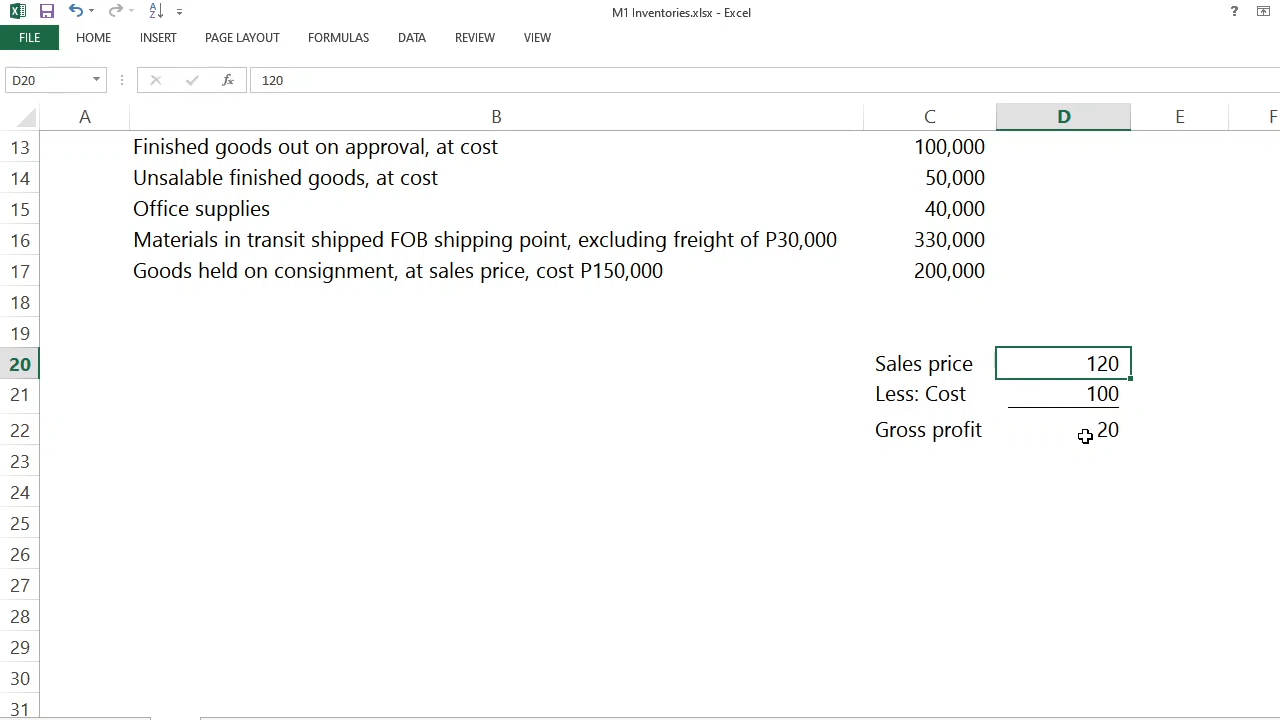 M1 Inventories.xlsx - Excel
?
FILE HOME INSERT PAGE LAYOUT FORMULAS DATA REVIEW VIEW
D20 fx 120
A B C D E F
13 Finished goods out on approval, at cost 100,000
14 Unsalable finished goods, at cost 50,000
15 Office supplies 40,000
16 Materials in transit shipped FOB shipping point, excluding freight of P30,000 330,000
17 Goods held on consignment, at sales price, cost P150,000 200,000
18
19
20 Sales price 120
21 Less: Cost 100
22 Gross profit 20
23
24
25
26
27
28
29
30
31